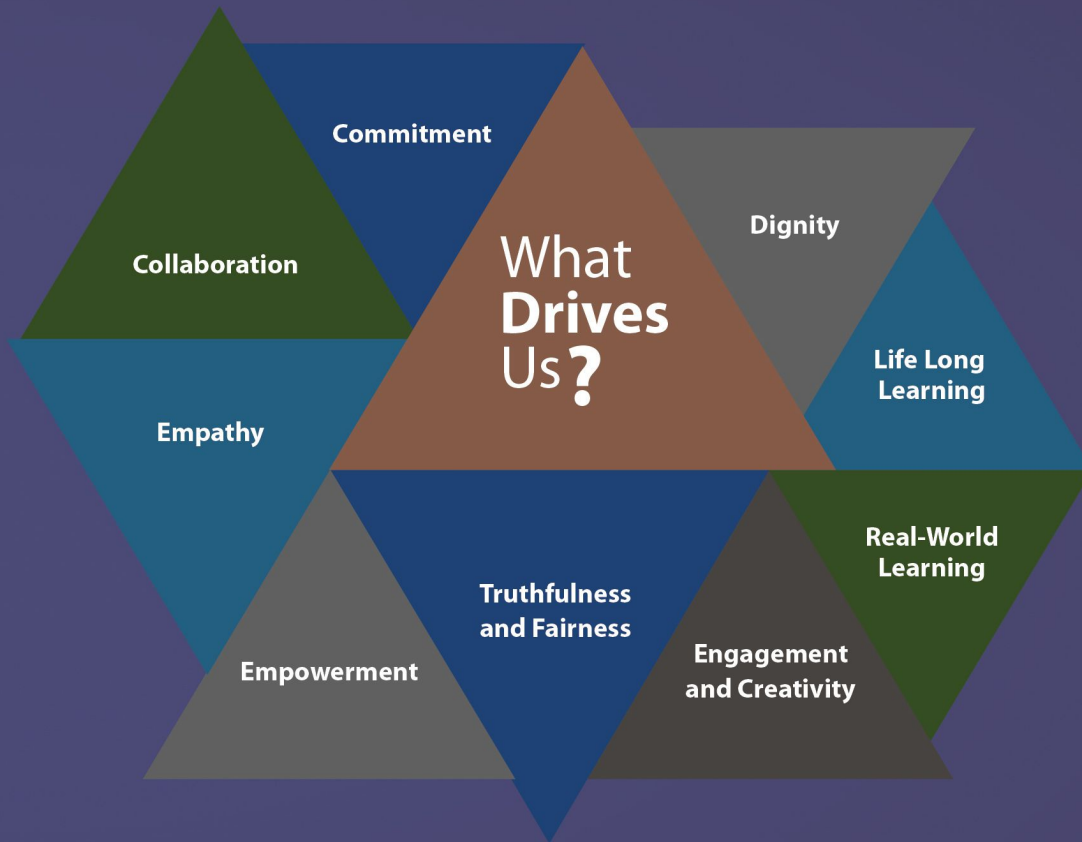 Commitment
Collaboration
What
Drives
Us?
Dignity
Life Long
Learning
Empathy
Real-World
Learning
Truthfulness
and Fairness
Empowerment
Engagement
and Creativity